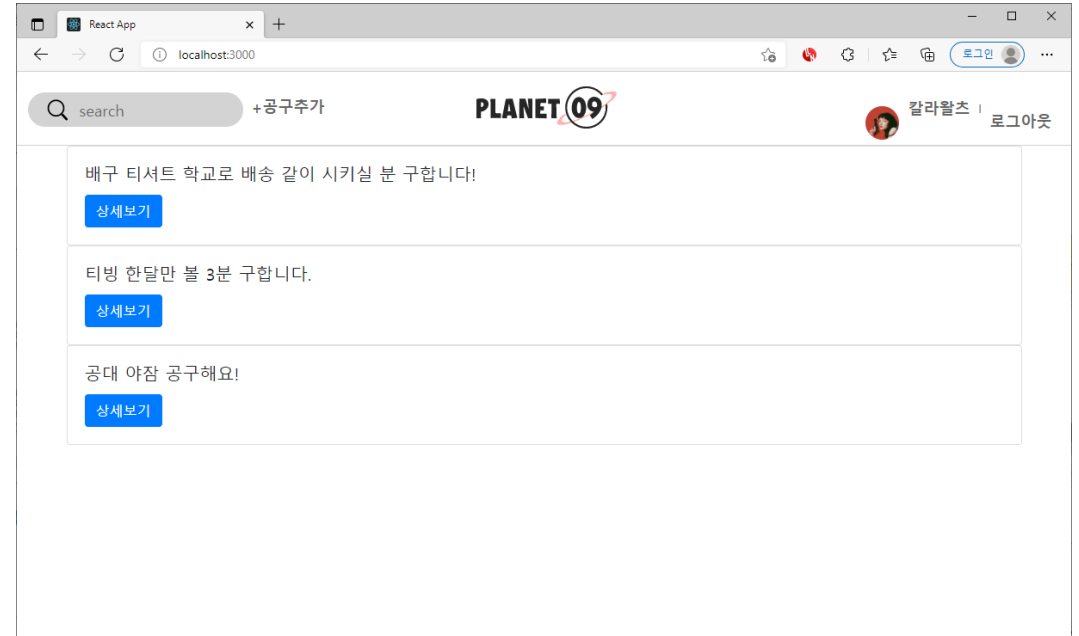 React App
localhost:3000
로그인
search
+공구추가
PLANET 09
칼라왈츠
로그아웃
배구 티셔트 학교로 배송 같이 시키실 분 구합니다!
상세보기
티빙 한달만 볼 3분 구합니다.
상세보기
공대 야잠 공구해요!
상세보기